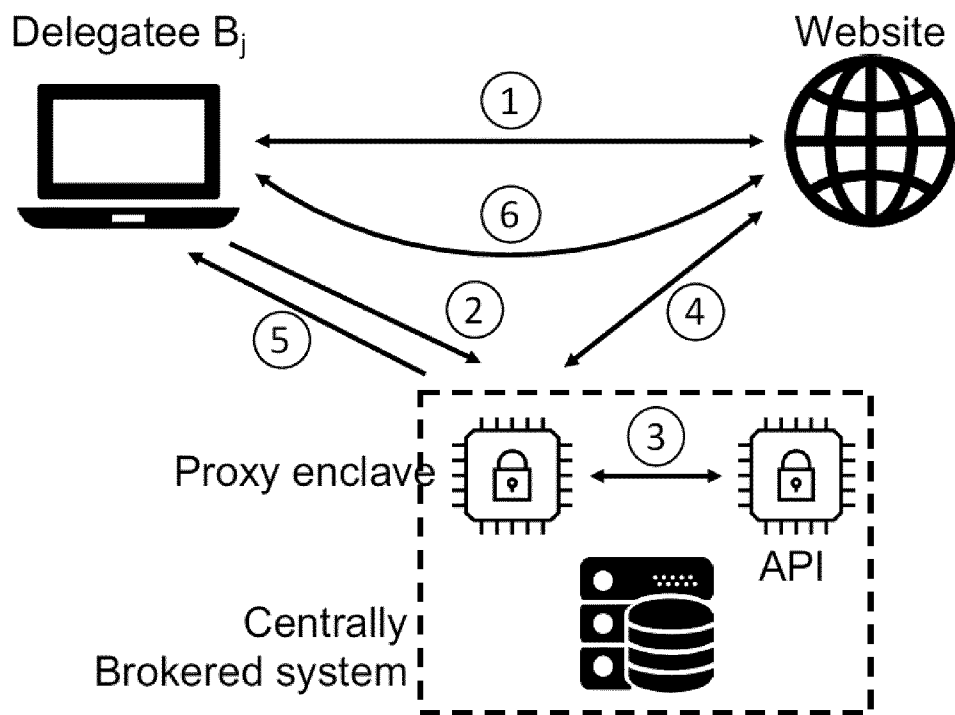 Delegatee Bj
Website
1
6
2
4
5
3
Proxy enclave
API
Centrally
Brokered system